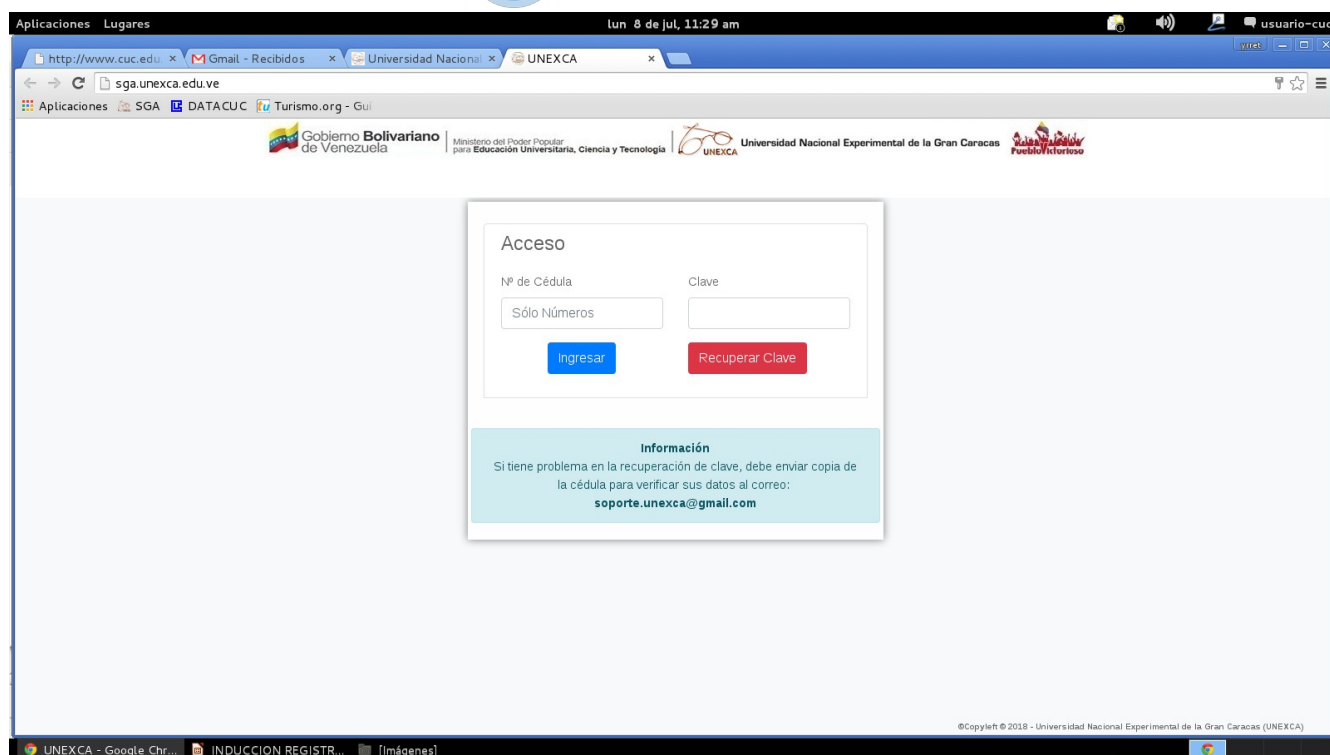 Aplicaciones Lugares
lun 8 de jul, 11:29 am
usuario-cuc
http://www.cuc.edu
Gmail - Recibidos
Universidad Nacional
UNEXCA
yrret
sga.unexca.edu.ve
Aplicaciones SGA DATACUC Turismo.org - Guí
Gobierno Bolivariano
de Venezuela
Ministerio del Poder Popular
para Educación Universitaria, Ciencia y Tecnología
UNEXCA
Universidad Nacional Experimental de la Gran Caracas
PuebloVictorioso
Acceso
Nº de Cédula
Clave
Sólo Números
Ingresar
Recuperar Clave
Información
Si tiene problema en la recuperación de clave, debe enviar copia de
la cédula para verificar sus datos al correo:
soporte.unexca@gmail.com
©Copyleft © 2018 - Universidad Nacional Experimental de la Gran Caracas (UNEXCA)
UNEXCA - Google Chr...
INDUCCION REGISTR...
[Imágenes]